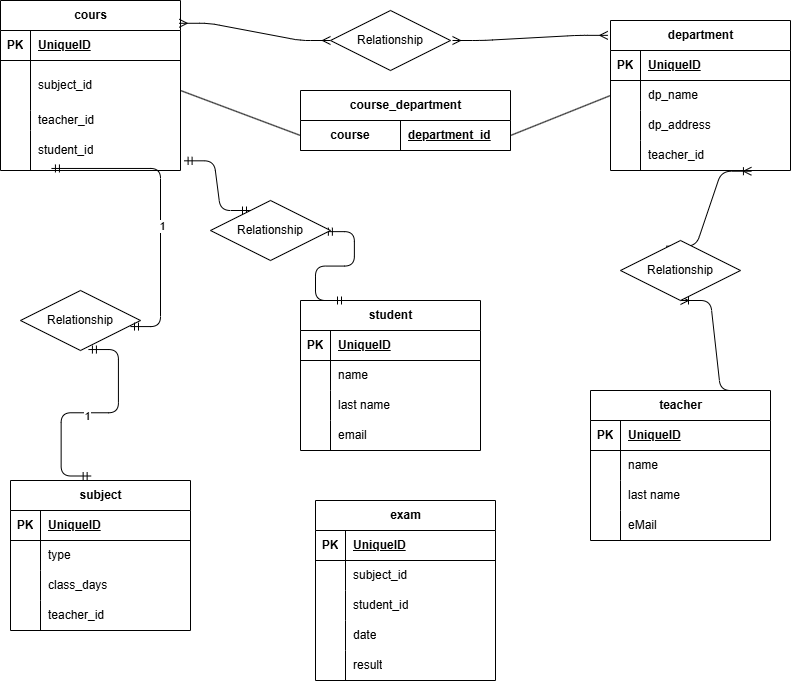 cours
PK UniqueID
subject_id
teacher_id
student_id
Relationship
department
PK UniqueID
dp_name
dp_address
teacher_id
course_department
course department_id
1
Relationship
Relationship
Relationship
student
PK UniqueID
name
last name
email
1
teacher
PK UniqueID
name
last name
eMail
subject
PK UniqueID
type
class_days
teacher_id
exam
PK UniqueID
subject_id
student_id
date
result